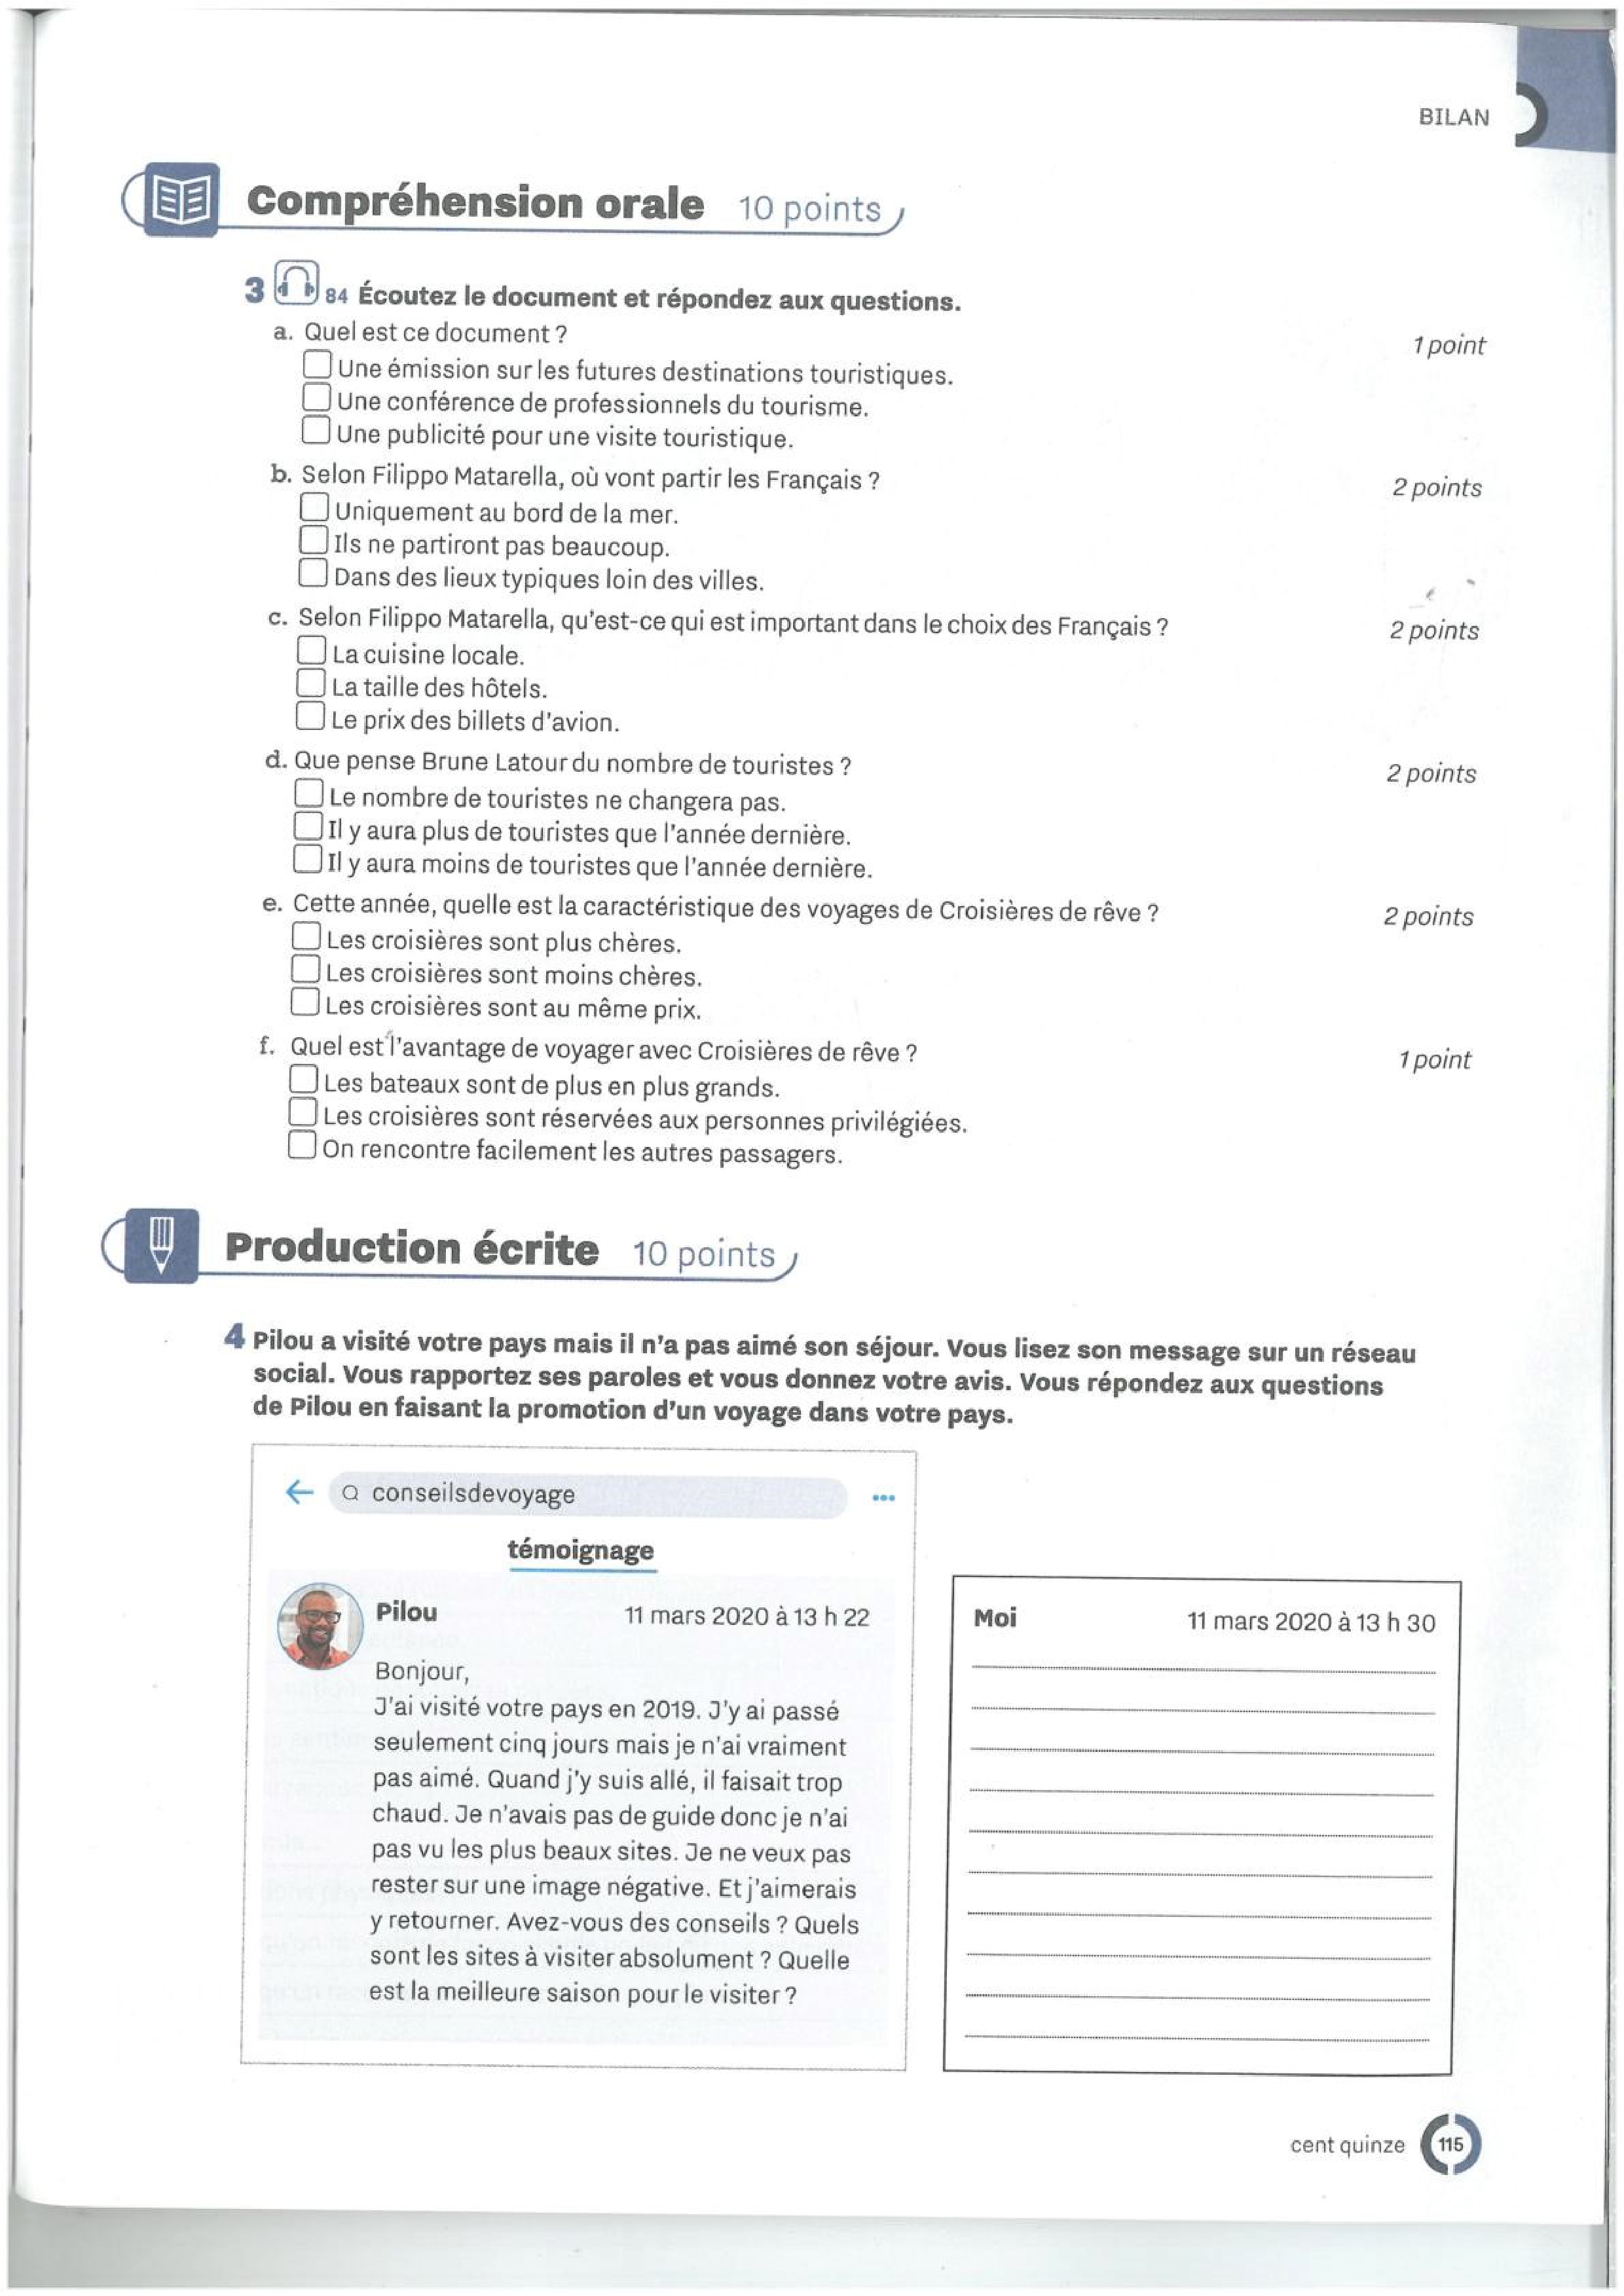 BILAN
Compréhension orale 10 points
3 84 Écoutez le document et répondez aux questions.
a. Quel est ce document ?
1 point
Une émission sur les futures destinations touristiques.
Une conférence de professionnels du tourisme.
Une publicité pour une visite touristique.
b. Selon Filippo Matarella, où vont partir les Français ?
2 points
Uniquement au bord de la mer.
Ils ne partiront pas beaucoup.
Dans des lieux typiques loin des villes.
c. Selon Filippo Matarella, qu'est-ce qui est important dans le choix des Français ?
2 points
La cuisine locale.
La taille des hôtels.
Le prix des billets d'avion.
d. Que pense Brune Latour du nombre de touristes ?
2 points
Le nombre de touristes ne changera pas.
Il y aura plus de touristes que l'année dernière.
Il y aura moins de touristes que l'année dernière.
e. Cette année, quelle est la caractéristique des voyages de Croisières de rêve ?
2 points
Les croisières sont plus chères.
Les croisières sont moins chères.
Les croisières sont au même prix.
f. Quel est l'avantage de voyager avec Croisières de rêve ?
1 point
Les bateaux sont de plus en plus grands.
Les croisières sont réservées aux personnes privilégiées.
On rencontre facilement les autres passagers.
Production écrite 10 points
4 Pilou a visité votre pays mais il n'a pas aimé son séjour. Vous lisez son message sur un réseau
social. Vous rapportez ses paroles et vous donnez votre avis. Vous répondez aux questions
de Pilou en faisant la promotion d'un voyage dans votre pays.
conseilsdevoyage
témoignage
Pilou 11 mars 2020 à 13 h 22
Bonjour,
J'ai visité votre pays en 2019. J'y ai passé
seulement cinq jours mais je n'ai vraiment
pas aimé. Quand j'y suis allé, il faisait trop
chaud. Je n'avais pas de guide donc je n'ai
pas vu les plus beaux sites. Je ne veux pas
rester sur une image négative. Et j'aimerais
y retourner. Avez-vous des conseils ? Quels
sont les sites à visiter absolument ? Quelle
est la meilleure saison pour le visiter ?
Moi 11 mars 2020 à 13 h 30
cent quinze 115